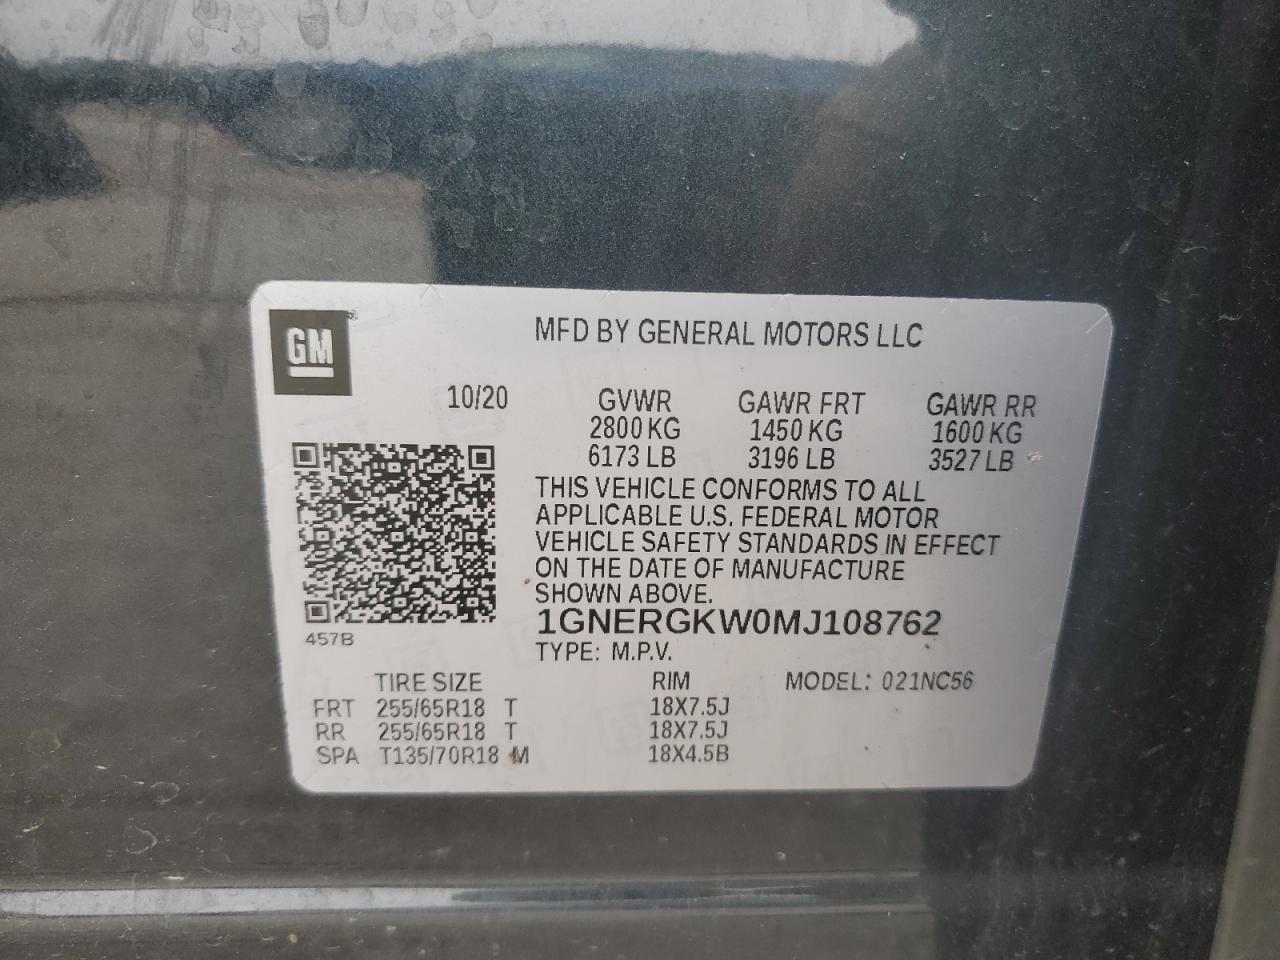 GM
MFD BY GENERAL MOTORS LLC
10/20 GVWR GAWR FRT GAWR RR
2800 KG 1450 KG 1600 KG
6173 LB 3196 LB 3527 LB
THIS VEHICLE CONFORMS TO ALL
APPLICABLE U.S. FEDERAL MOTOR
VEHICLE SAFETY STANDARDS IN EFFECT
ON THE DATE OF MANUFACTURE
SHOWN ABOVE.
1GNERGKW0MJ108762
457B
TYPE: M.P.V.
TIRE SIZE RIM MODEL: 021NC56
FRT 255/65R18 T 18X7.5J
RR 255/65R18 T 18X7.5J
SPA T135/70R18 M 18X4.5B